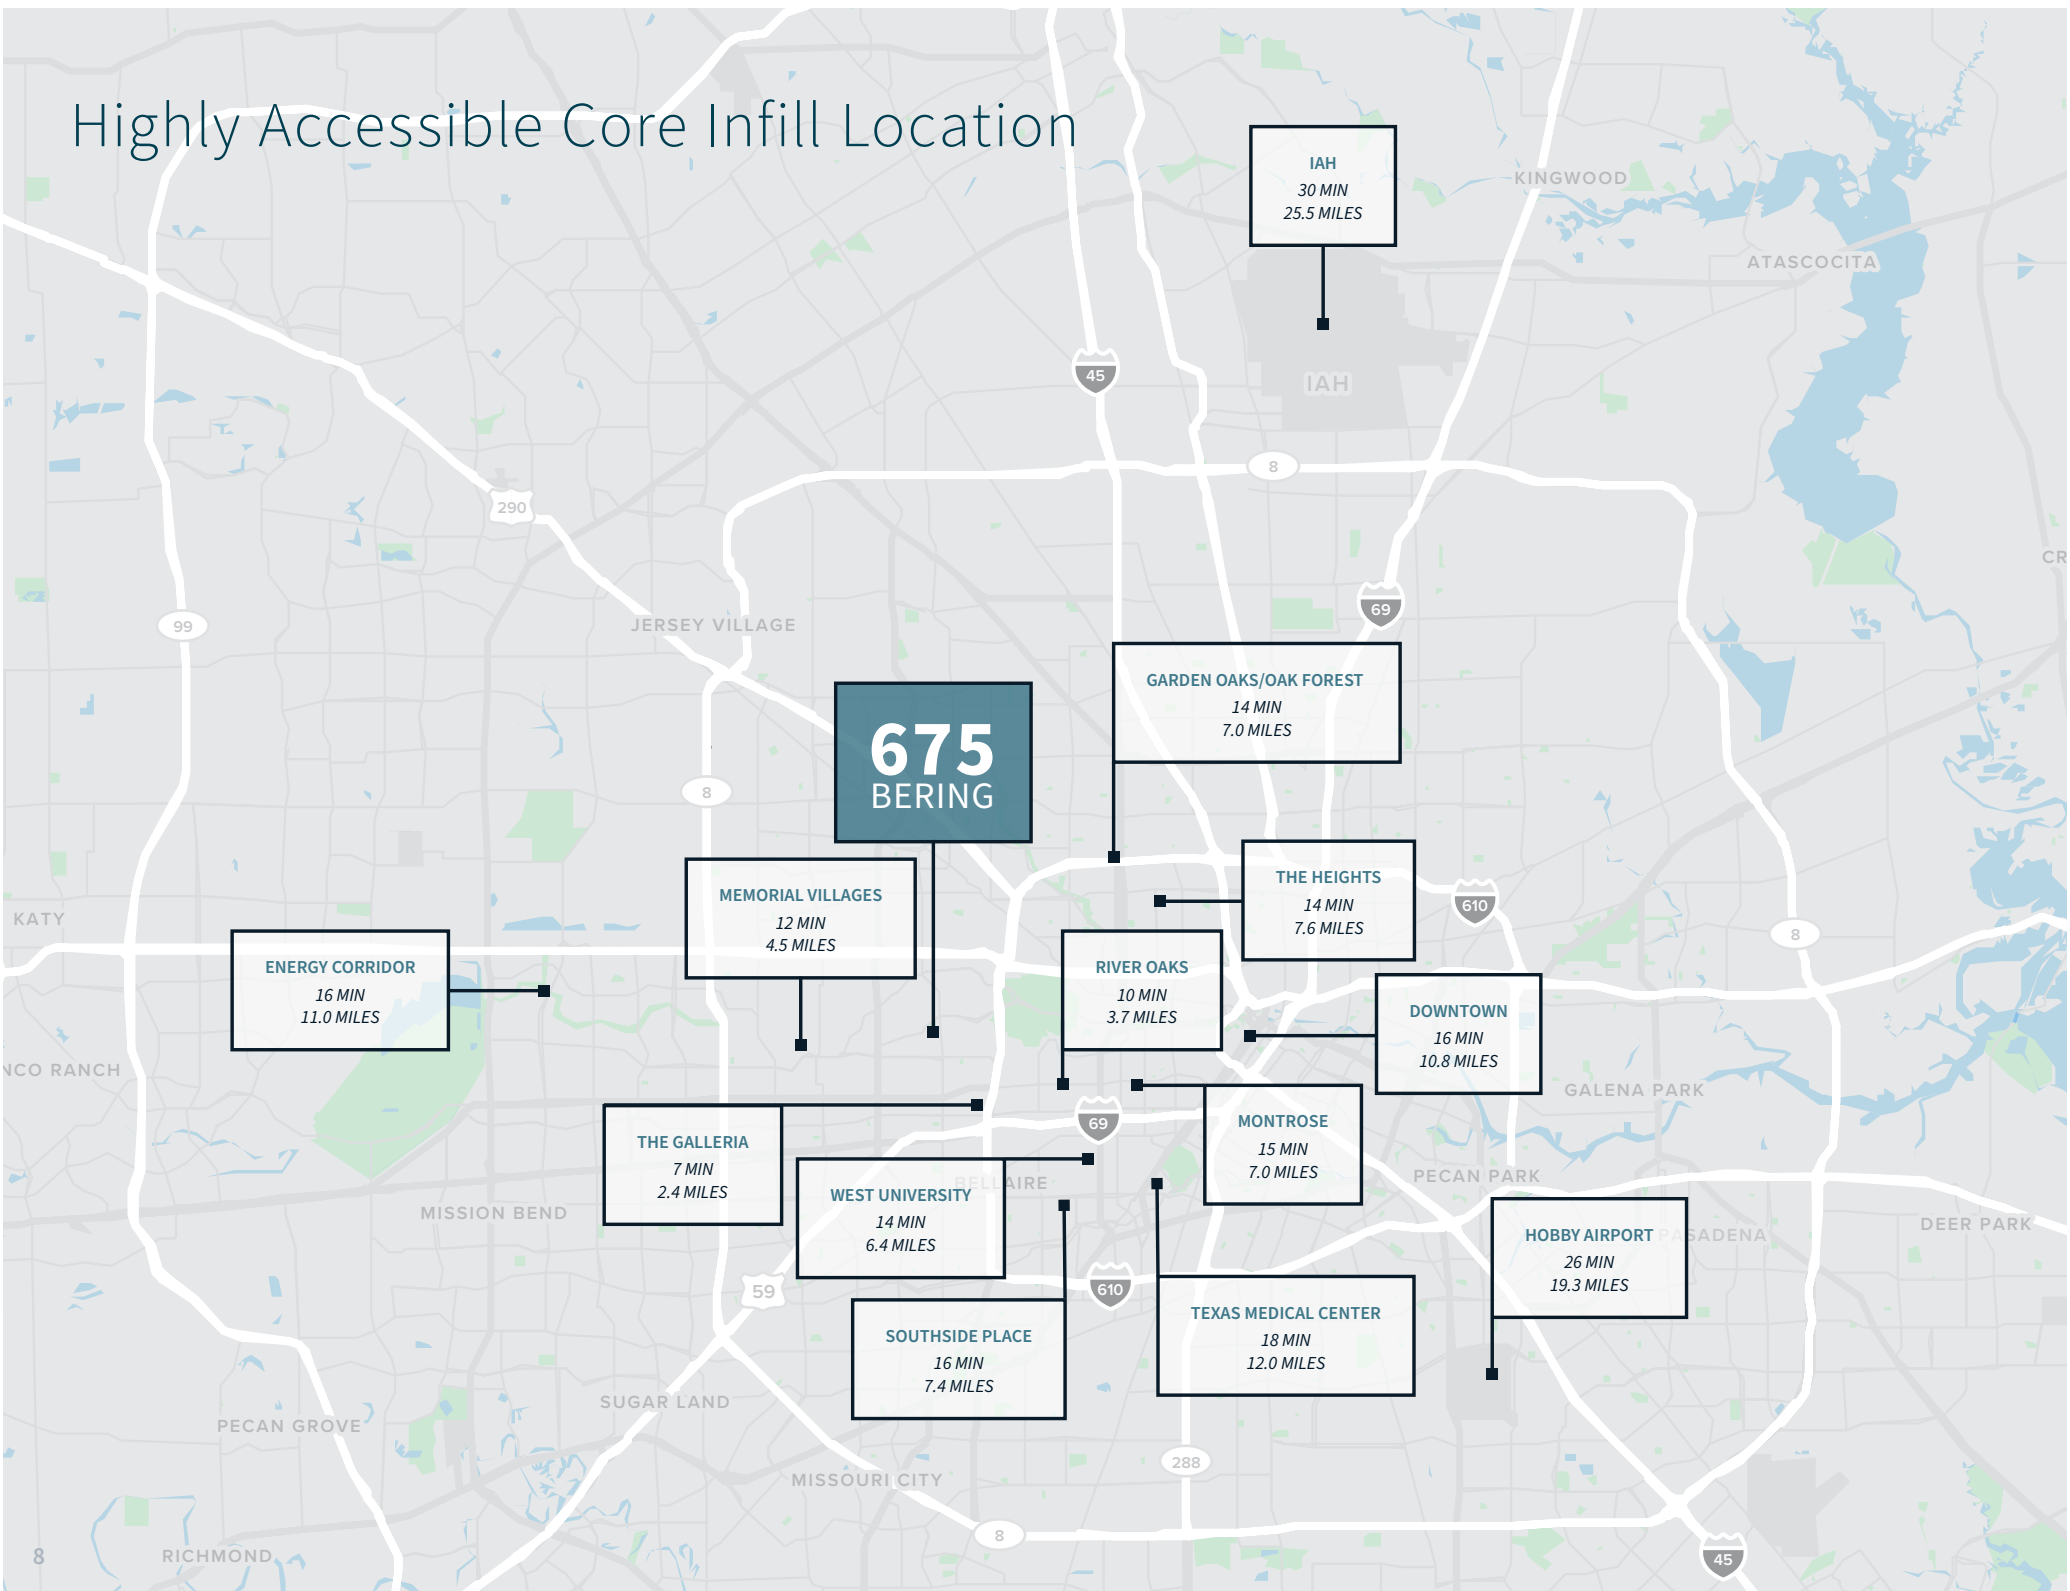 Highly Accessible Core Infill Location
IAH
30 MIN
25.5 MILES
KINGWOOD
ATASCOCITA
45
IAH
8
290
CR
69
99
JERSEY VILLAGE
GARDEN OAKS/OAK FOREST
14 MIN
7.0 MILES
675
BERING
8
MEMORIAL VILLAGES
12 MIN
4.5 MILES
THE HEIGHTS
14 MIN
7.6 MILES
610
KATY
8
ENERGY CORRIDOR
16 MIN
11.0 MILES
RIVER OAKS
10 MIN
3.7 MILES
DOWNTOWN
16 MIN
10.8 MILES
NCO RANCH
GALENA PARK
69
THE GALLERIA
7 MIN
2.4 MILES
MONTROSE
15 MIN
7.0 MILES
PECAN PARK
BELLAIRE
WEST UNIVERSITY
14 MIN
6.4 MILES
MISSION BEND
DEER PARK
PASADENA
HOBBY AIRPORT
26 MIN
19.3 MILES
59
610
TEXAS MEDICAL CENTER
18 MIN
12.0 MILES
SOUTHSIDE PLACE
16 MIN
7.4 MILES
SUGAR LAND
PECAN GROVE
MISSOURI CITY
288
8
8
RICHMOND
45